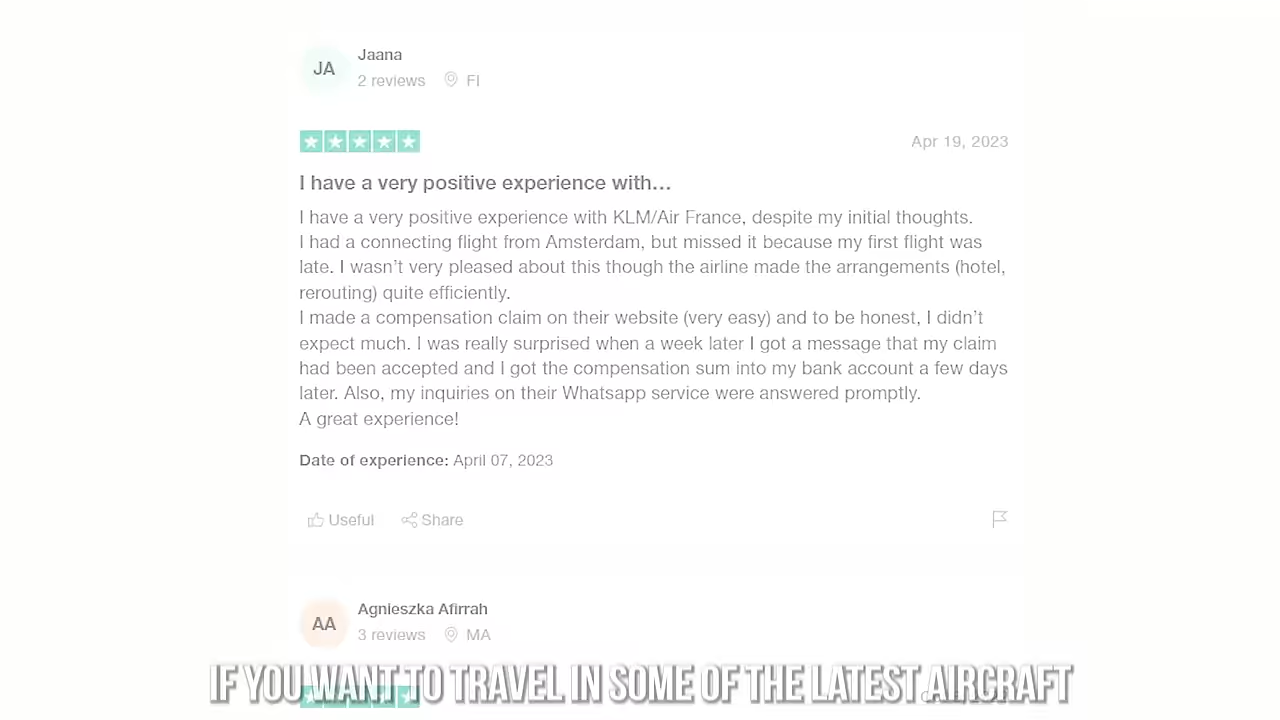 JA
Jaana
2 reviews FI
Apr 19, 2023
I have a very positive experience with...
I have a very positive experience with KLM/Air France, despite my initial thoughts.
I had a connecting flight from Amsterdam, but missed it because my first flight was
late. I wasn't very pleased about this though the airline made the arrangements (hotel,
rerouting) quite efficiently.
I made a compensation claim on their website (very easy) and to be honest, I didn't
expect much. I was really surprised when a week later I got a message that my claim
had been accepted and I got the compensation sum into my bank account a few days
later. Also, my inquiries on their Whatsapp service were answered promptly.
A great experience!
Date of experience: April 07, 2023
Useful Share
AA
Agnieszka Afirrah
3 reviews MA
IF YOU WANT TO TRAVEL IN SOME OF THE LATEST AIRCRAFT